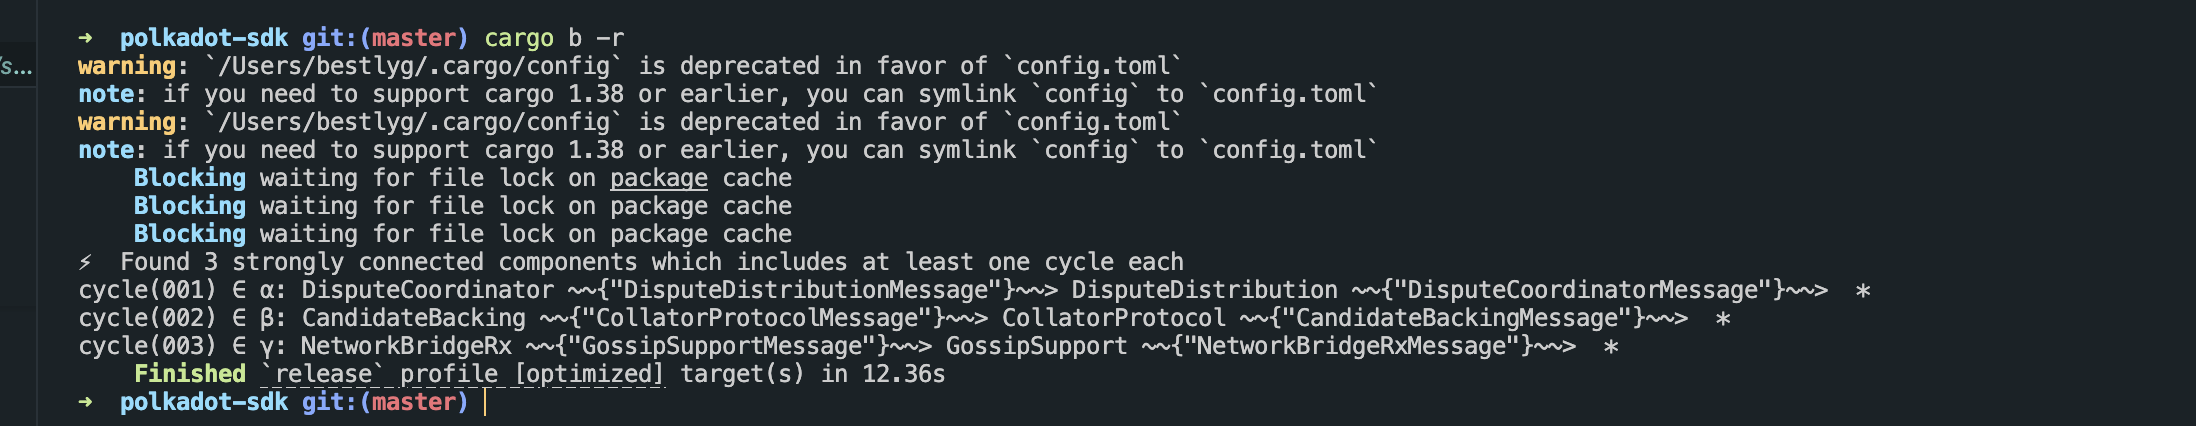 /s...
➜ polkadot-sdk git:(master) cargo b -r
warning: `/Users/bestlyg/.cargo/config` is deprecated in favor of `config.toml`
note: if you need to support cargo 1.38 or earlier, you can symlink `config` to `config.toml`
warning: `/Users/bestlyg/.cargo/config` is deprecated in favor of `config.toml`
note: if you need to support cargo 1.38 or earlier, you can symlink `config` to `config.toml`
    Blocking waiting for file lock on package cache
    Blocking waiting for file lock on package cache
    Blocking waiting for file lock on package cache
⚡ Found 3 strongly connected components which includes at least one cycle each
cycle(001) ∈ α: DisputeCoordinator ~~{"DisputeDistributionMessage"}~~> DisputeDistribution ~~{"DisputeCoordinatorMessage"}~~>  *
cycle(002) ∈ β: CandidateBacking ~~{"CollatorProtocolMessage"}~~> CollatorProtocol ~~{"CandidateBackingMessage"}~~>  *
cycle(003) ∈ γ: NetworkBridgeRx ~~{"GossipSupportMessage"}~~> GossipSupport ~~{"NetworkBridgeRxMessage"}~~>  *
    Finished `release` profile [optimized] target(s) in 12.36s
➜ polkadot-sdk git:(master)